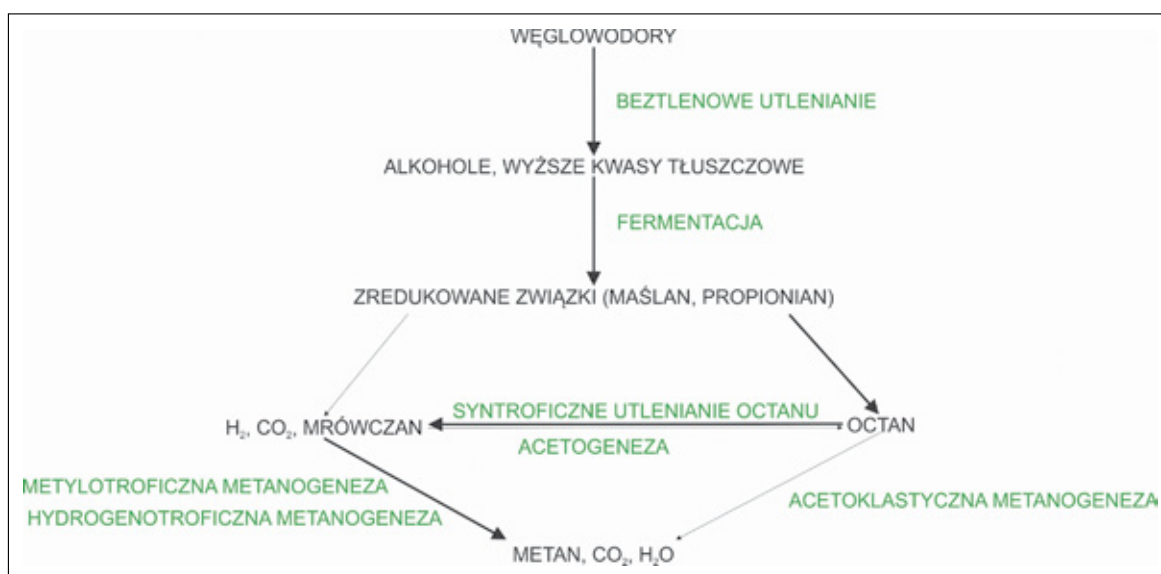 WĘGLOWODORY
BEZTLENOWE UTLENIANIE
ALKOHOLE, WYŻSZE KWASY TŁUSZCZOWE
FERMENTACJA
ZREDUKOWANE ZWIĄZKI (MAŚLAN, PROPIONIAN)
SYNTROFICZNE UTLENIANIE OCTANU
H₂, CO₂, MRÓWCZAN
OCTAN
ACETOGENEZA
METYLOTROFICZNA METANOGENEZA
HYDROGENOTROFICZNA METANOGENEZA
ACETOKLASTYCZNA METANOGENEZA
METAN, CO₂, H₂O